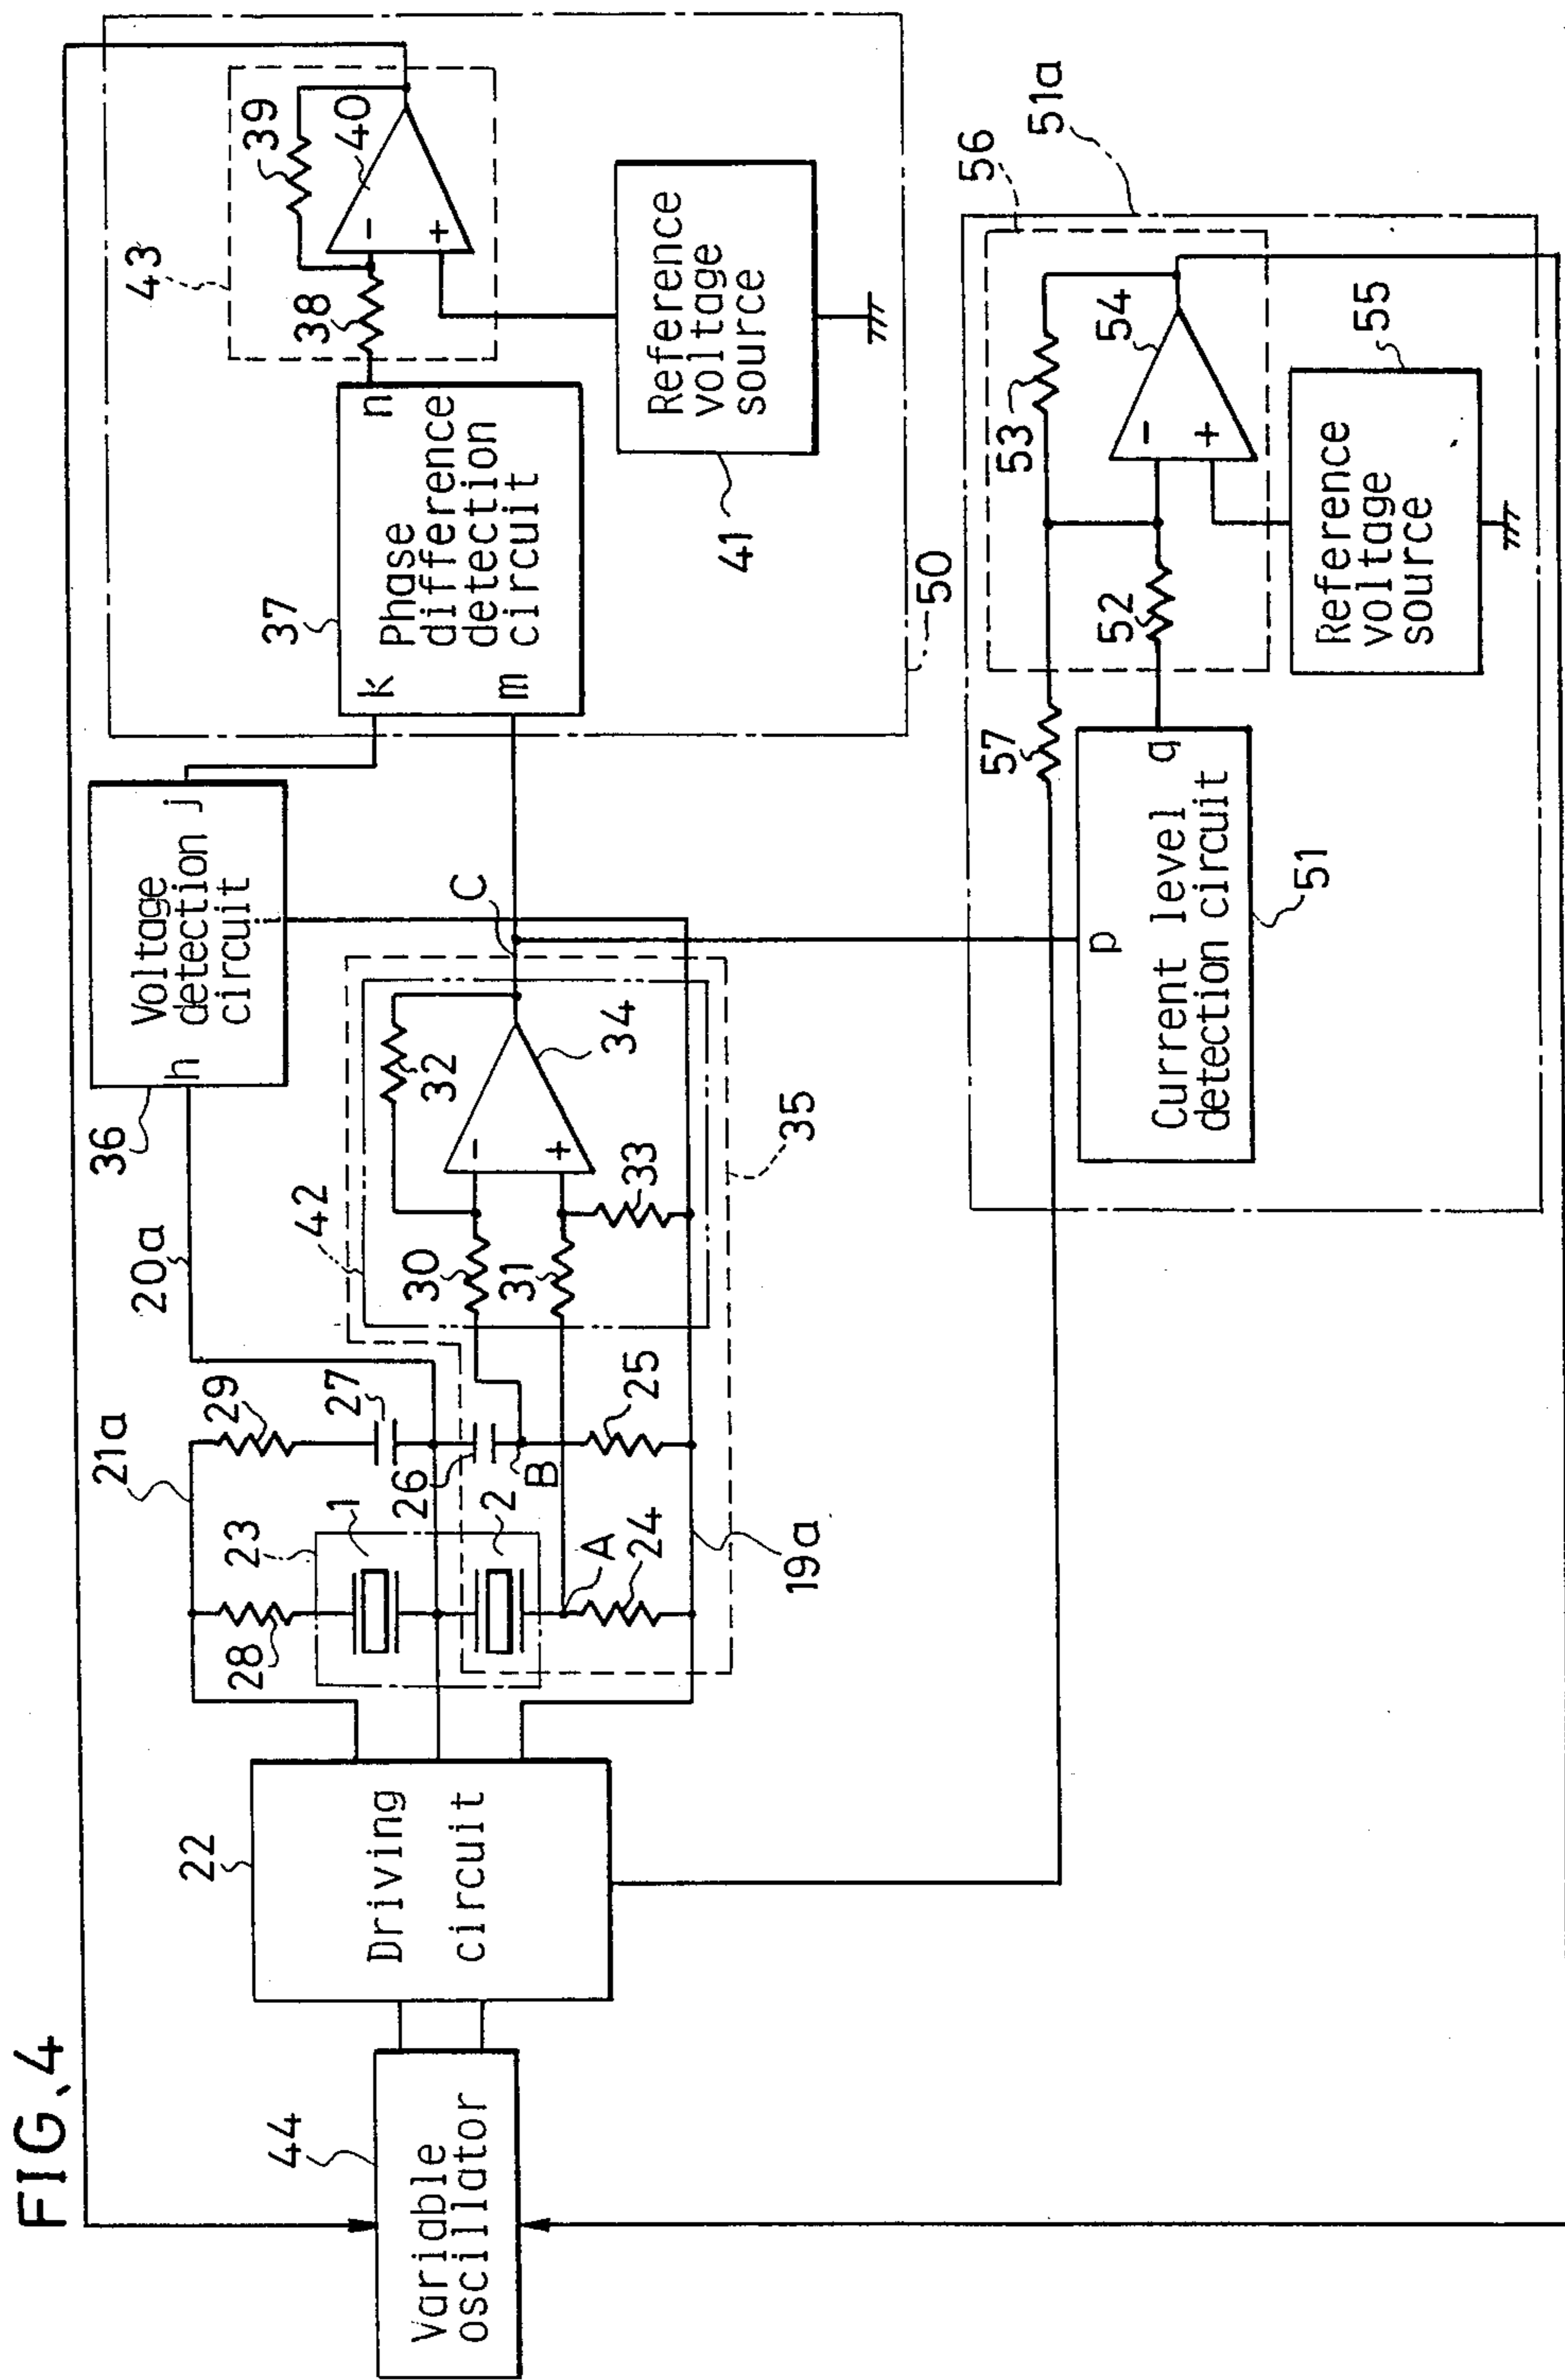 FIG.4
44
Variable
oscillator
22
Driving
circuit
21a
20a
19a
23
1
2
28
29
27
26
24
25
A
B
C
42
30
31
32
33
34
35
-
+
36
h
Voltage
detection
circuit
j
i
37
k
m
n
Phase
difference
detection
circuit
43
38
39
40
-
+
Reference
voltage
source
41
50
51a
56
57
52
53
54
-
+
p
q
Current level
detection circuit
51
Reference
voltage
source
55